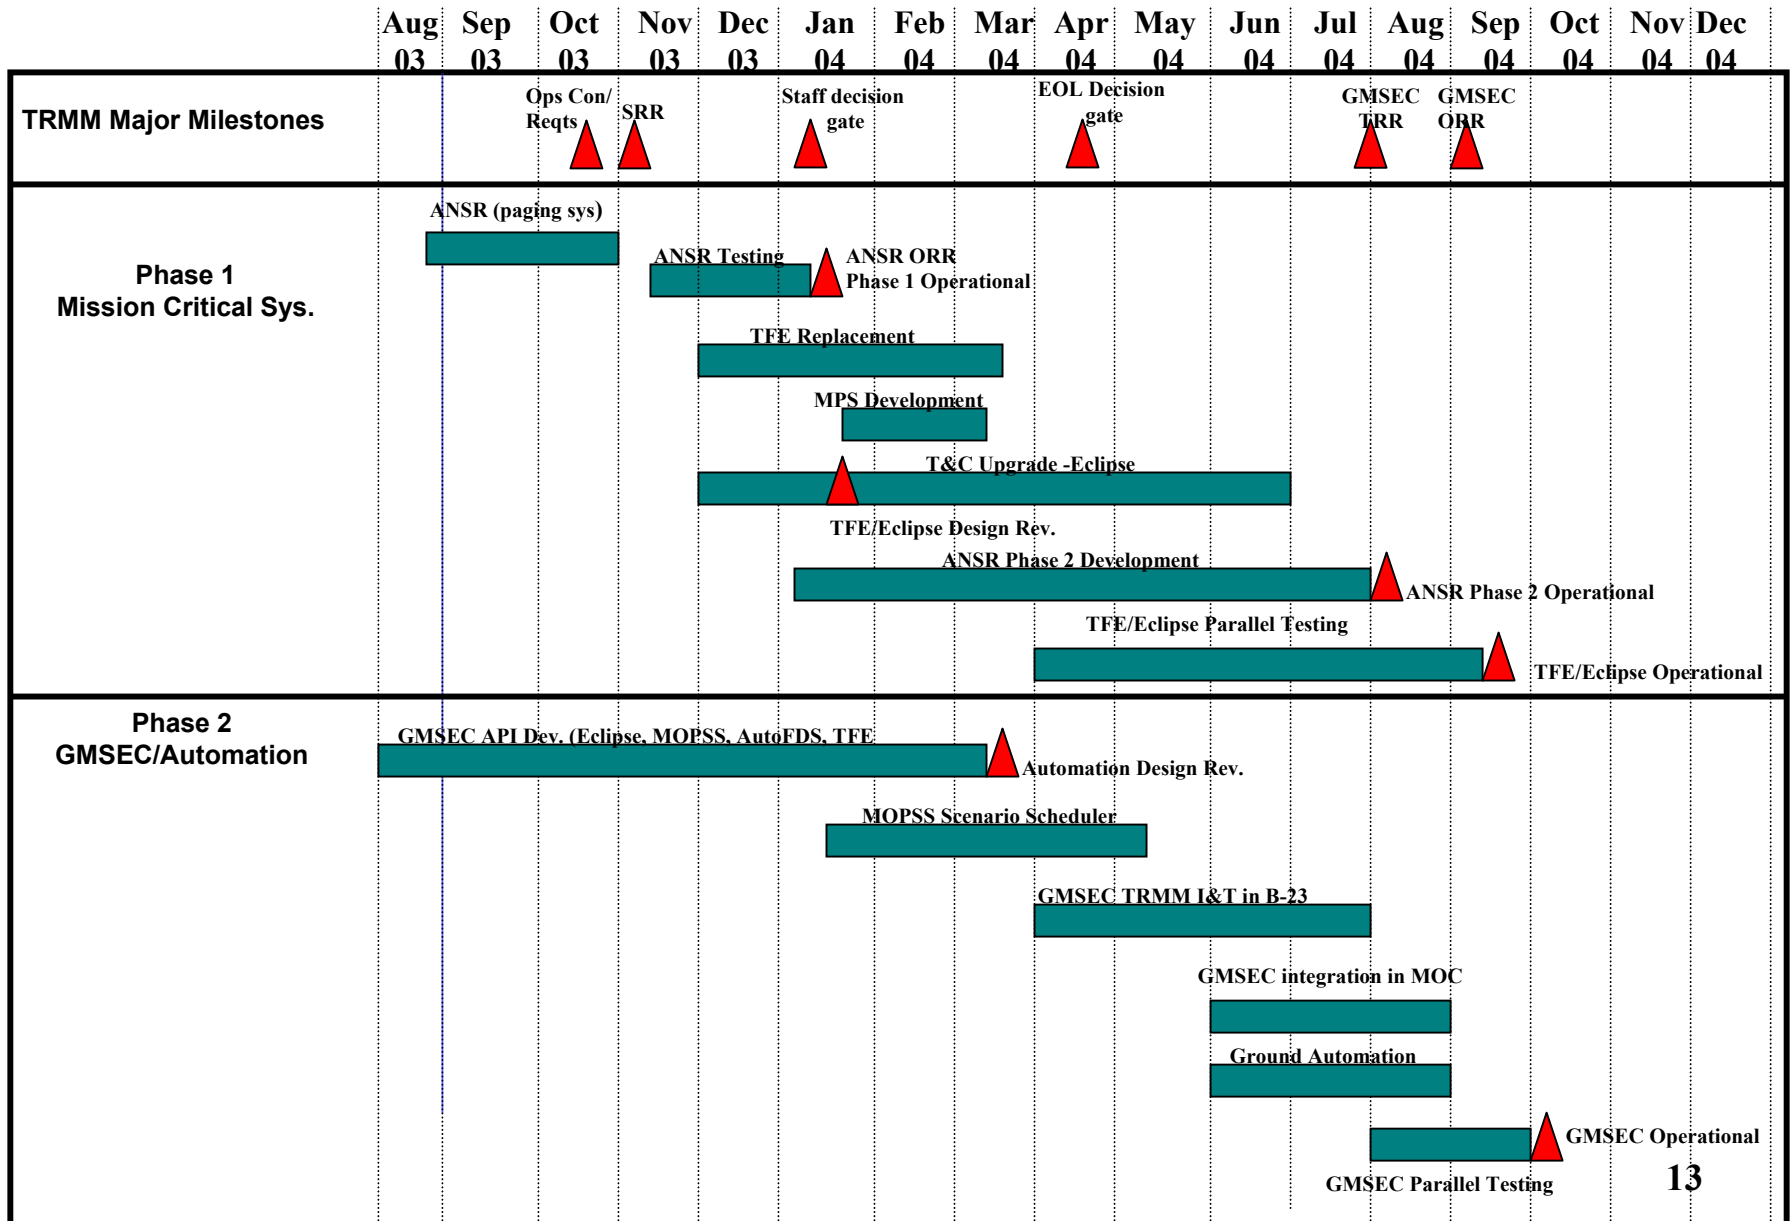 Aug Sep Oct Nov Dec Jan Feb Mar Apr May Jun Jul Aug Sep Oct Nov Dec
03 03 03 03 03 04 04 04 04 04 04 04 04 04 04 04 04
TRMM Major Milestones
Ops Con/
Reqts
SRR
Staff decision
gate
EOL Decision
gate
GMSEC
TRR
GMSEC
ORR
Phase 1
Mission Critical Sys.
ANSR (paging sys)
ANSR Testing
ANSR ORR
Phase 1 Operational
TFE Replacement
MPS Development
T&C Upgrade -Eclipse
TFE/Eclipse Design Rev.
ANSR Phase 2 Development
ANSR Phase 2 Operational
TFE/Eclipse Parallel Testing
TFE/Eclipse Operational
Phase 2
GMSEC/Automation
GMSEC API Dev. (Eclipse, MOPSS, AutoFDS, TFE
Automation Design Rev.
MOPSS Scenario Scheduler
GMSEC TRMM I&T in B-23
GMSEC integration in MOC
Ground Automation
GMSEC Operational
GMSEC Parallel Testing
13